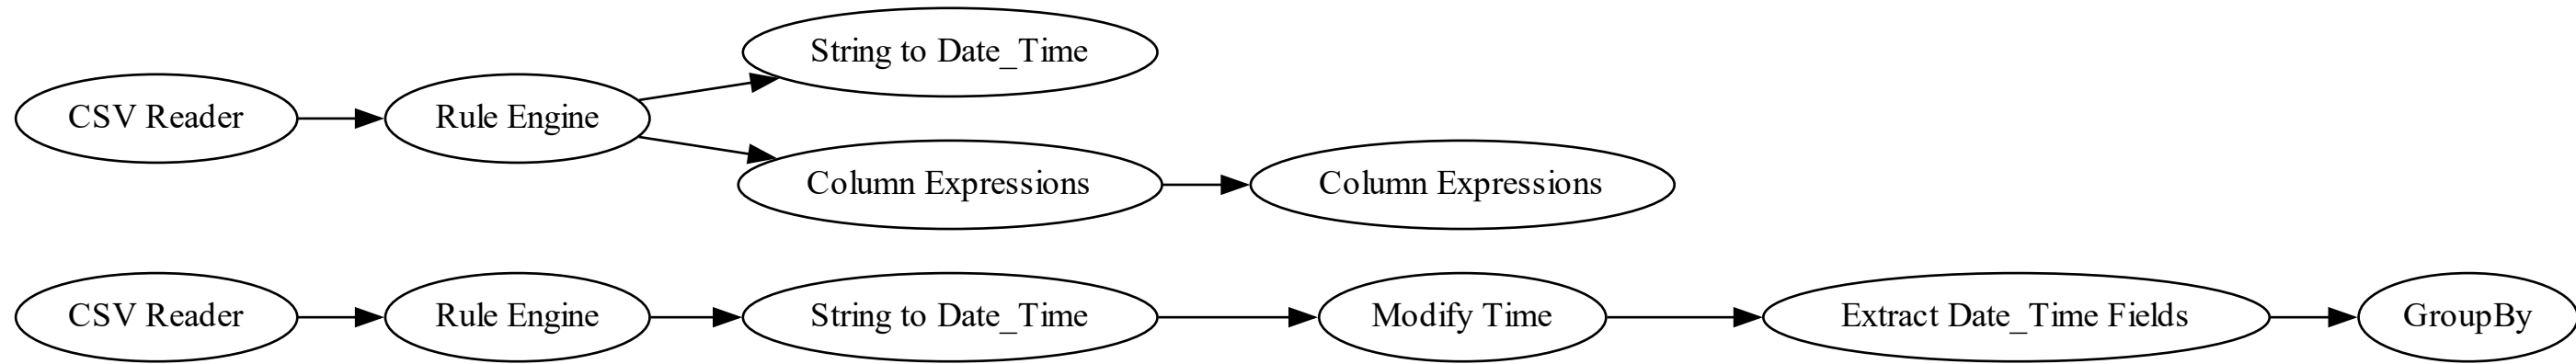 String to Date_Time
CSV Reader
Rule Engine
Column Expressions
Column Expressions
CSV Reader
Rule Engine
String to Date_Time
Modify Time
Extract Date_Time Fields
GroupBy